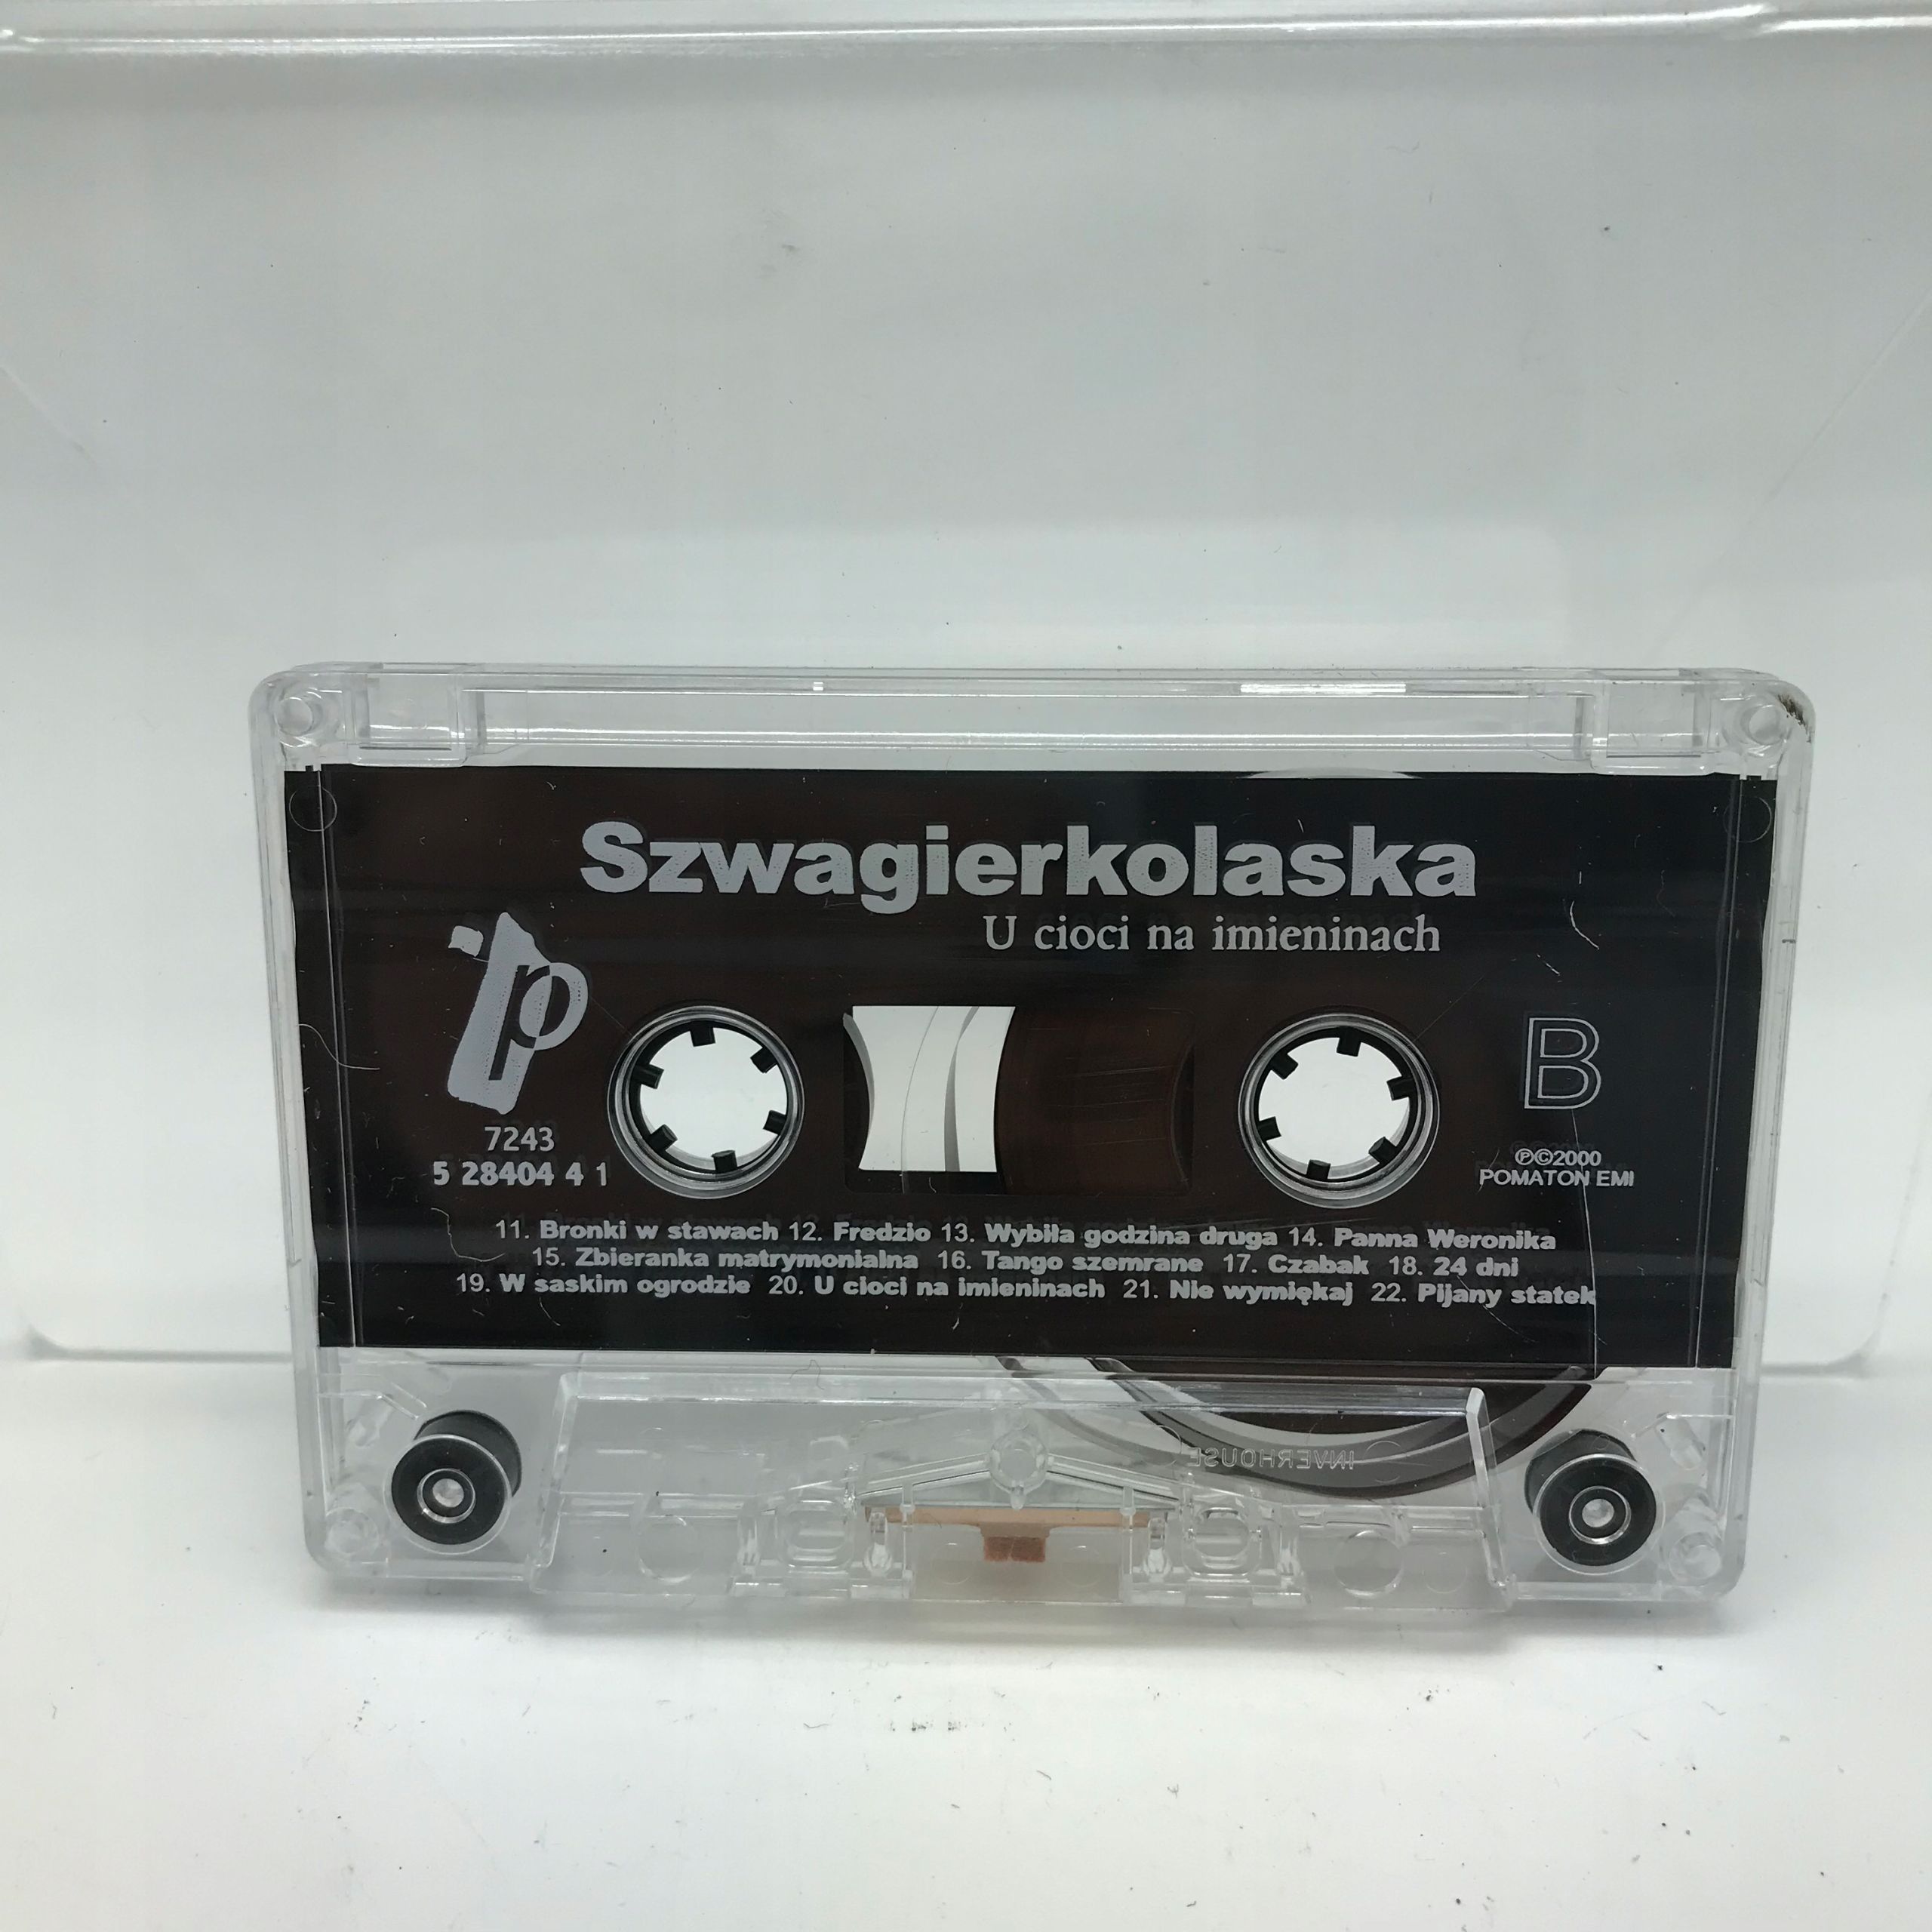 Szwagierkolaska
U cioci na imieninach
p
B
7243
5 28404 4 1
℗©2000
POMATON EMI
11. Bronki w stawach 12. Fredzio 13. Wybiła godzina druga 14. Panna Weronika
15. Zbieranka matrymonialna 16. Tango szemrane 17. Czabak 18. 24 dni
19. W saskim ogrodzie 20. U cioci na imieninach 21. Nie wymiękaj 22. Pijany statek
INVERHOUSE